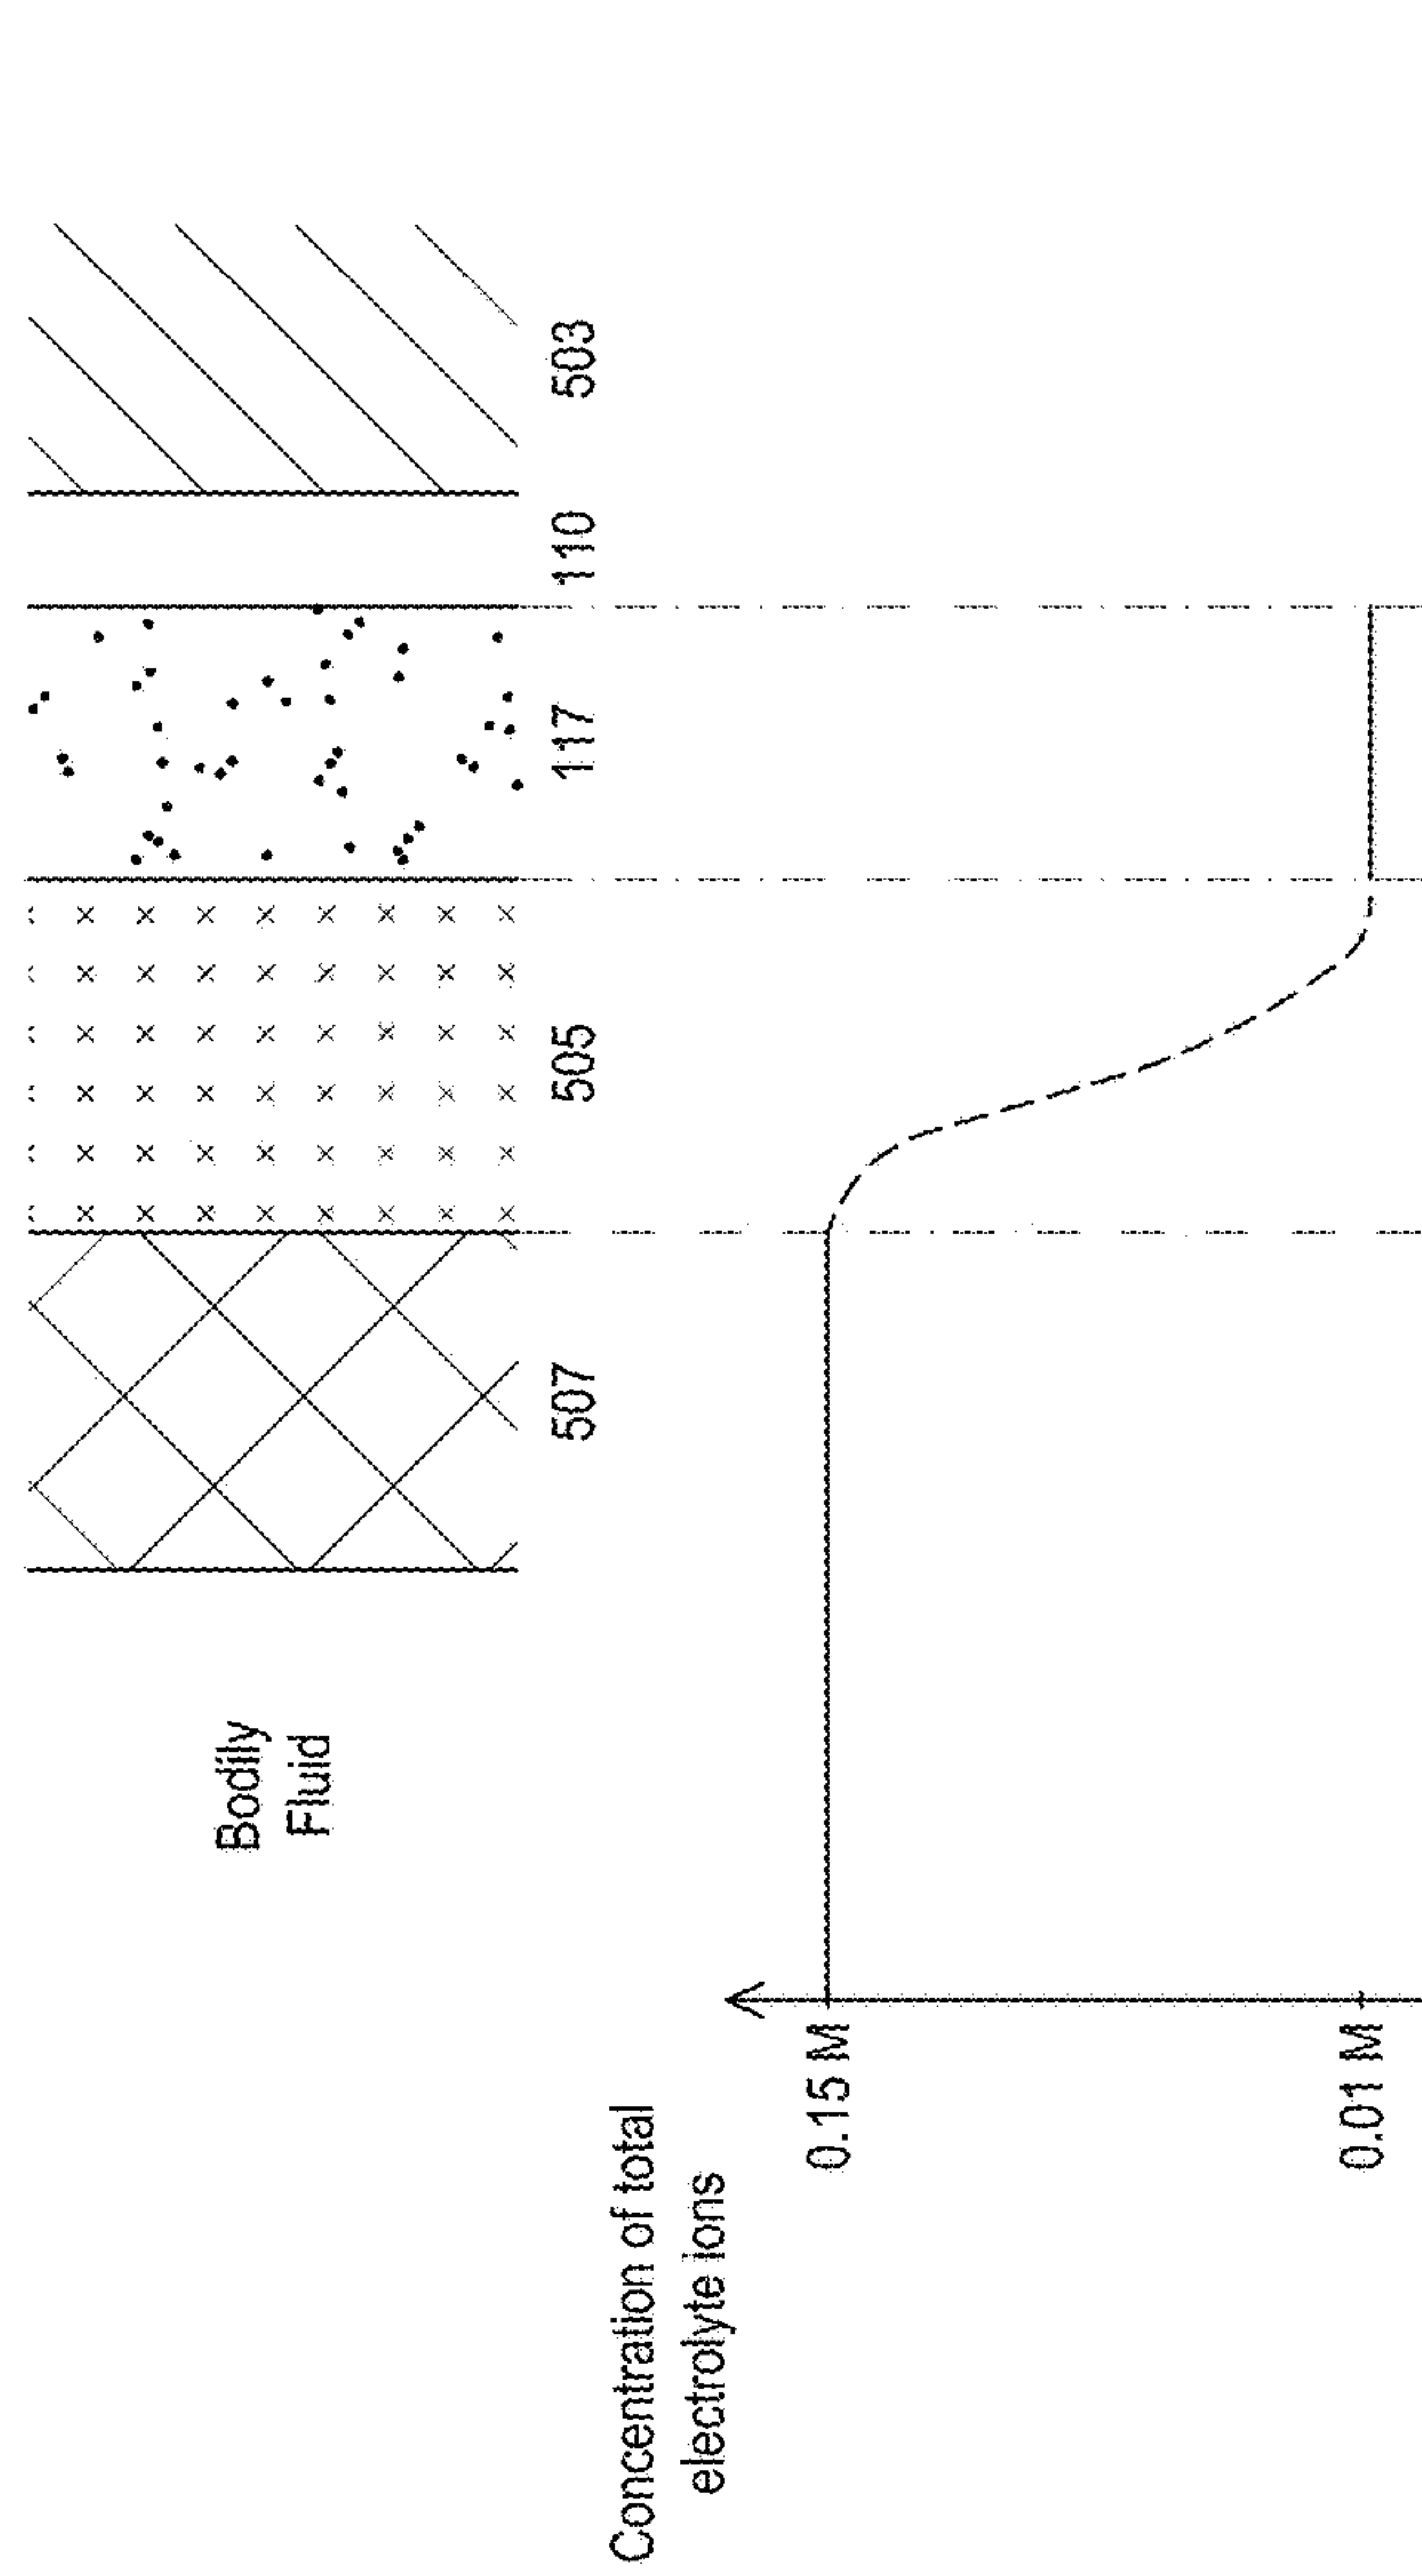 Bodily
Fluid
507
505
117
110
503
Concentration of total
electrolyte ions
0.15 M
0.01 M